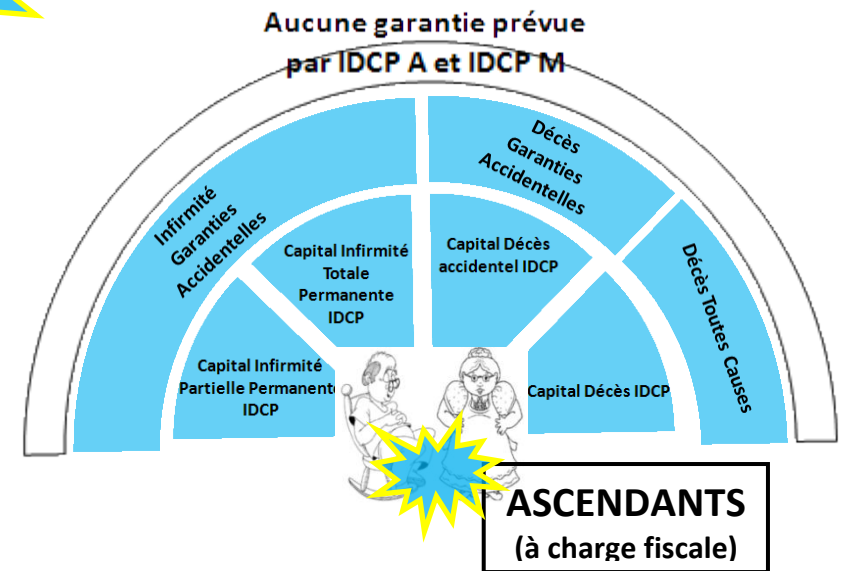 Aucune garantie prévue
par IDCP A et IDCP M
Infirmité
Garanties
Accidentelles
Décès
Garanties
Accidentelles
Décès Toutes Causes
Capital Infirmité
Totale
Permanente
IDCP
Capital Décès
accidentel IDCP
Capital Infirmité
Partielle Permanente
IDCP
Capital Décès IDCP
ASCENDANTS
(à charge fiscale)